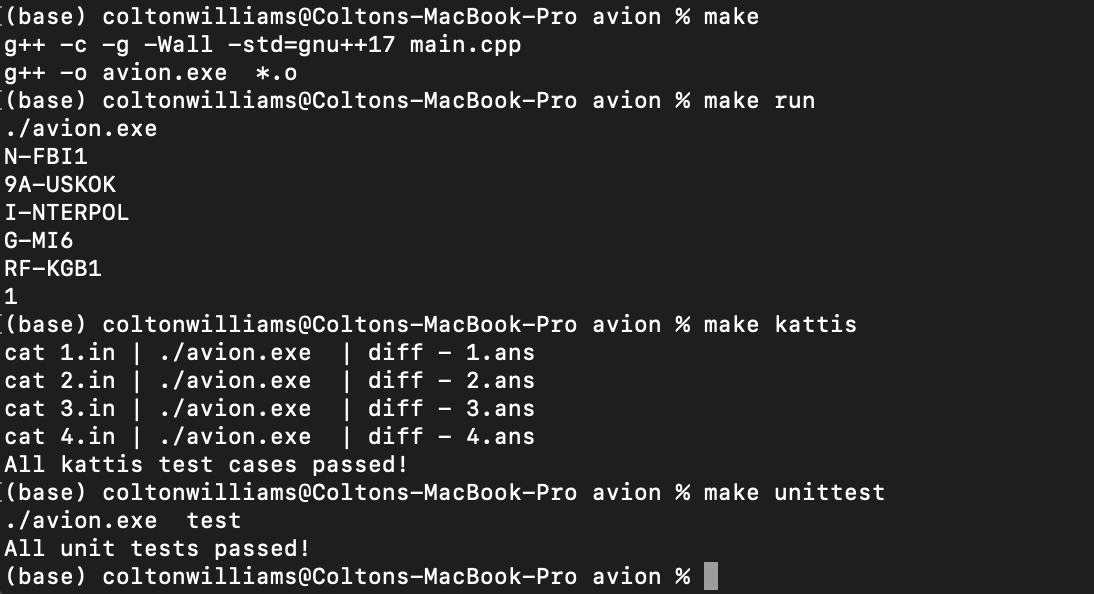 (base) coltonwilliams@Coltons-MacBook-Pro avion % make
g++ -c -g -Wall -std=gnu++17 main.cpp
g++ -o avion.exe  *.o
(base) coltonwilliams@Coltons-MacBook-Pro avion % make run
./avion.exe
N-FBI1
9A-USKOK
I-NTERPOL
G-MI6
RF-KGB1
1
(base) coltonwilliams@Coltons-MacBook-Pro avion % make kattis
cat 1.in | ./avion.exe  | diff - 1.ans
cat 2.in | ./avion.exe  | diff - 2.ans
cat 3.in | ./avion.exe  | diff - 3.ans
cat 4.in | ./avion.exe  | diff - 4.ans
All kattis test cases passed!
(base) coltonwilliams@Coltons-MacBook-Pro avion % make unittest
./avion.exe  test
All unit tests passed!
(base) coltonwilliams@Coltons-MacBook-Pro avion %